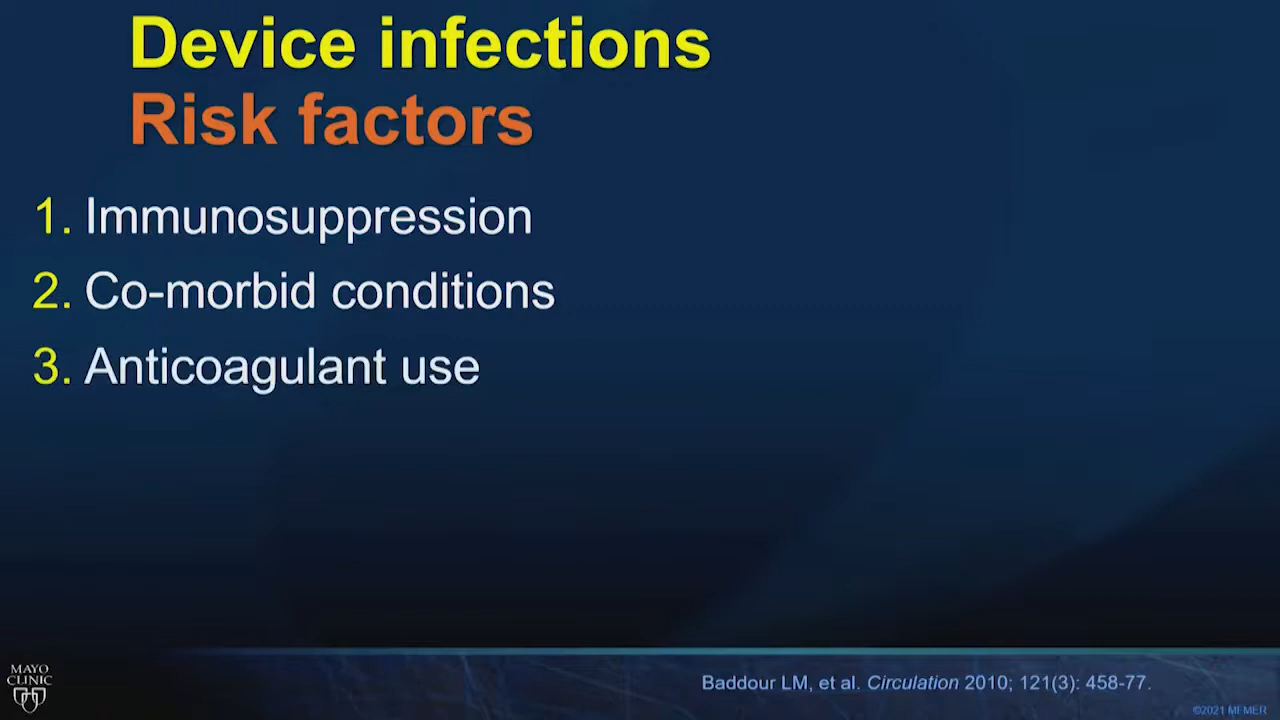 Device infections
Risk factors
1. Immunosuppression
2. Co-morbid conditions
3. Anticoagulant use
MAYO
CLINIC
Baddour LM, et al. Circulation 2010; 121(3): 458-77.
©2021 MFMER